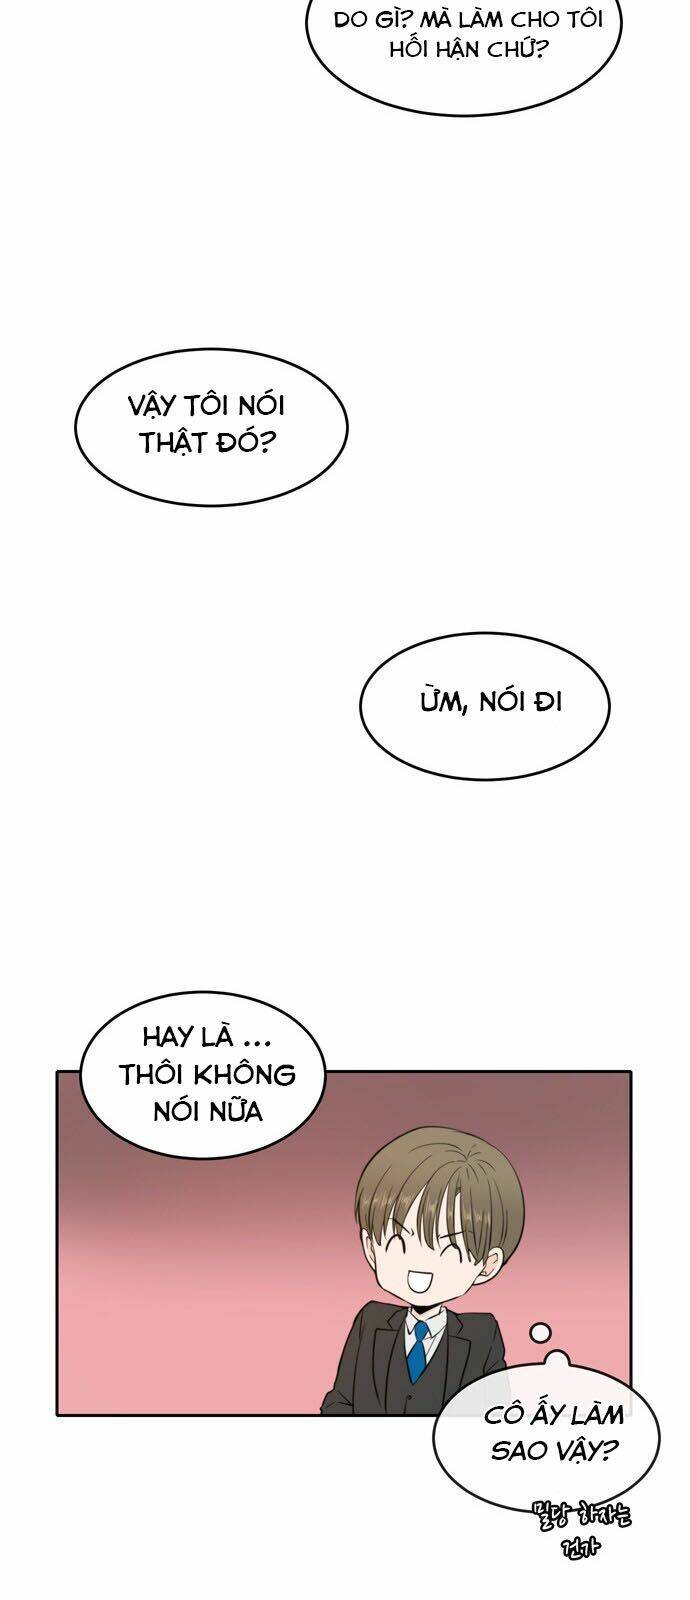 DO GÌ? MÀ LÀM CHO TÔI
HỐI HẬN CHỨ?
VẬY TÔI NÓI
THẬT ĐÓ?
ỪM, NÓI ĐI
HAY LÀ ...
THÔI KHÔNG
NÓI NỮA
CÔ ẤY LÀM
SAO VẬY?
밀당 하자는
건가